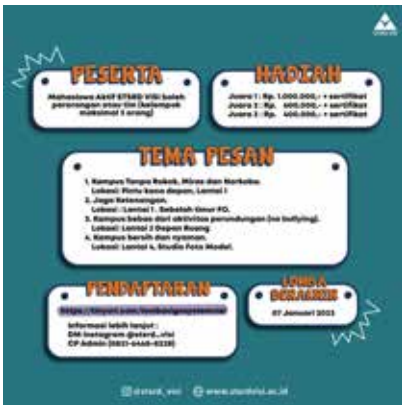 PESERTA
Mahasiswa Aktif STSRD VISI boleh
perorangan atau tim (kelompok
maksimal 3 orang)
HADIAH
Juara 1 : Rp. 1.000.000,- + sertifikat
Juara 2 : Rp. 600.000,- + sertifikat
Juara 3 : Rp. 400.000,- + sertifikat
TEMA PESAN
1. Kampus Tanpa Rokok, Miras dan Narkoba.
Lokasi: Pintu kaca depan, Lantai 1
2. Jaga Ketenangan.
Lokasi : Lantai 1. Sebelah timur FO.
3. Kampus bebas dari aktivitas perundungan (no bullying).
Lokasi: Lantai 2 Depan Ruang.
4. Kampus bersih dan nyaman.
Lokasi: Lantai 4, Studio Foto Model.
PENDAFTARAN
Informasi lebih lanjut :
DM Instagram @stsrd_visi
CP Admin
LOMBA
BERAKHIR
07 Januari 2023
@stsrd_visi
www.stsrdvisi.ac.id